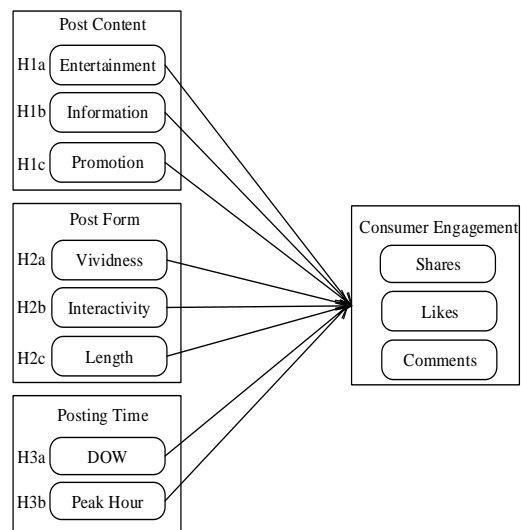 Post Content
H1a Entertainment
H1b Information
H1c Promotion
Post Form
H2a Vividness
H2b Interactivity
H2c Length
Posting Time
H3a DOW
H3b Peak Hour
Consumer Engagement
Shares
Likes
Comments